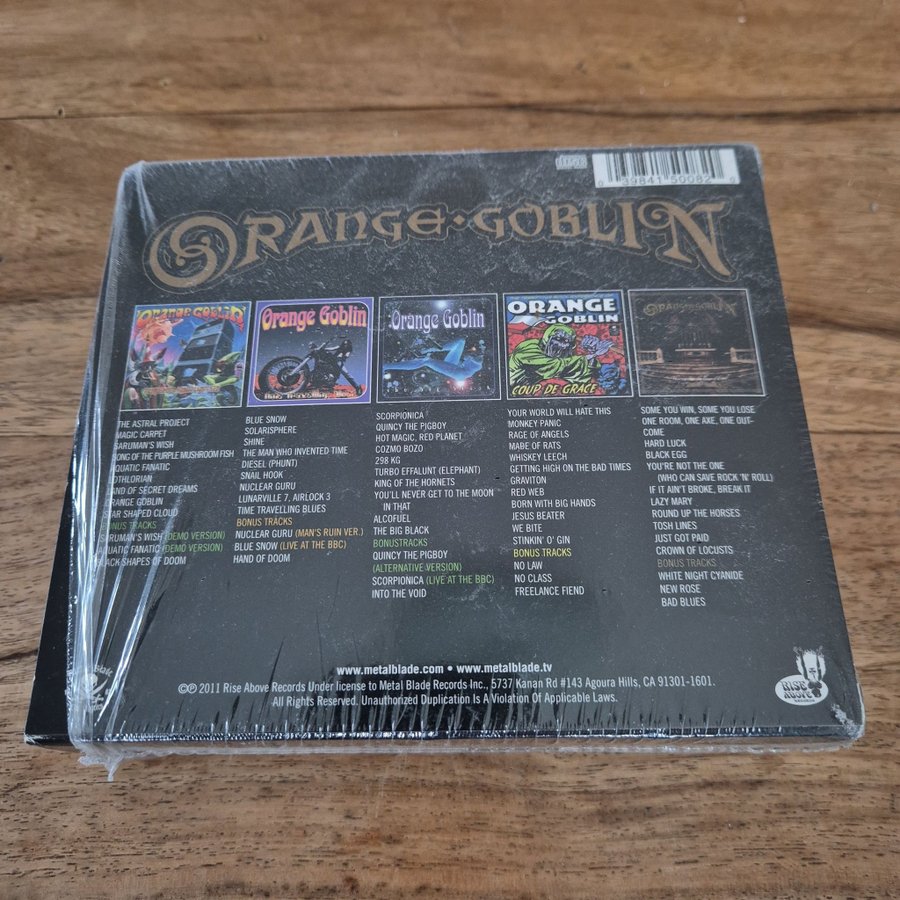 0 39841 50082
ORANGE·GOBLIN
ORANGE GOBLIN
Orange Goblin
Time Travelling Blues
Orange Goblin
ORANGE
GOBLIN
COUP DE GRACE
ORANGE GOBLIN
THE ASTRAL PROJECT
MAGIC CARPET
SARUMAN'S WISH
SONG OF THE PURPLE MUSHROOM FISH
AQUATIC FANATIC
LOTHLORIAN
LAND OF SECRET DREAMS
ORANGE GOBLIN
STAR SHAPED CLOUD
BONUS TRACKS
SARUMAN'S WISH (DEMO VERSION)
AQUATIC FANATIC (DEMO VERSION)
BLACK SHAPES OF DOOM
BLUE SNOW
SOLARISPHERE
SHINE
THE MAN WHO INVENTED TIME
DIESEL (PHUNT)
SNAIL HOOK
NUCLEAR GURU
LUNARVILLE 7, AIRLOCK 3
TIME TRAVELLING BLUES
BONUS TRACKS
NUCLEAR GURU (MAN'S RUIN VER.)
BLUE SNOW (LIVE AT THE BBC)
HAND OF DOOM
SCORPIONICA
QUINCY THE PIGBOY
HOT MAGIC, RED PLANET
COZMO BOZO
298 KG
TURBO EFFALUNT (ELEPHANT)
KING OF THE HORNETS
YOU'LL NEVER GET TO THE MOON
IN THAT
ALCOFUEL
THE BIG BLACK
BONUSTRACKS
QUINCY THE PIGBOY
(ALTERNATIVE VERSION)
SCORPIONICA (LIVE AT THE BBC)
INTO THE VOID
YOUR WORLD WILL HATE THIS
MONKEY PANIC
RAGE OF ANGELS
MADE OF RATS
WHISKEY LEECH
GETTING HIGH ON THE BAD TIMES
GRAVITON
RED WEB
BORN WITH BIG HANDS
JESUS BEATER
WE BITE
STINKIN' O' GIN
BONUS TRACKS
NO LAW
NO CLASS
FREELANCE FIEND
SOME YOU WIN, SOME YOU LOSE
ONE ROOM, ONE AXE, ONE OUT-
COME
HARD LUCK
BLACK EGG
YOU'RE NOT THE ONE
(WHO CAN SAVE ROCK 'N' ROLL)
IF IT AIN'T BROKE, BREAK IT
LAZY MARY
ROUND UP THE HORSES
TOSH LINES
JUST GOT PAID
CROWN OF LOCUSTS
BONUS TRACKS
WHITE NIGHT CYANIDE
NEW ROSE
BAD BLUES
www.metalblade.com • www.metalblade.tv
©℗ 2011 Rise Above Records Under license to Metal Blade Records Inc., 5737 Kanan Rd #143 Agoura Hills, CA 91301-1601.
All Rights Reserved. Unauthorized Duplication Is A Violation Of Applicable Laws.
RISE
ABOVE
RECORDS